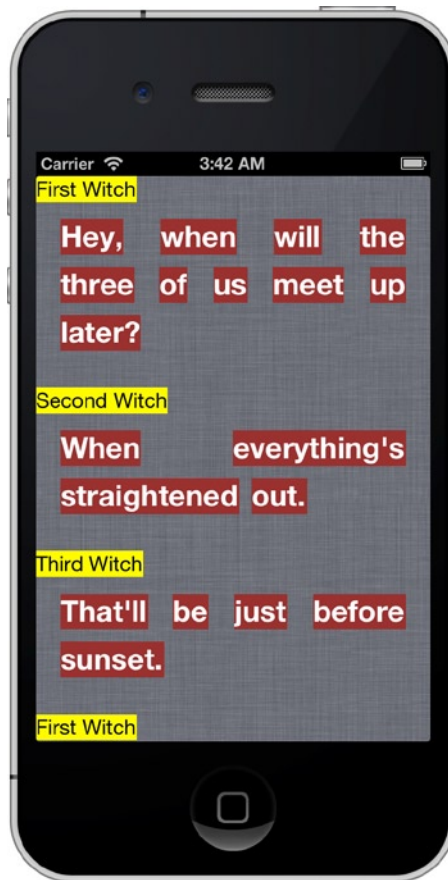 Carrier 3:42 AM
First Witch
Hey, when will the
three of us meet up
later?
Second Witch
When everything's
straightened out.
Third Witch
That'll be just before
sunset.
First Witch